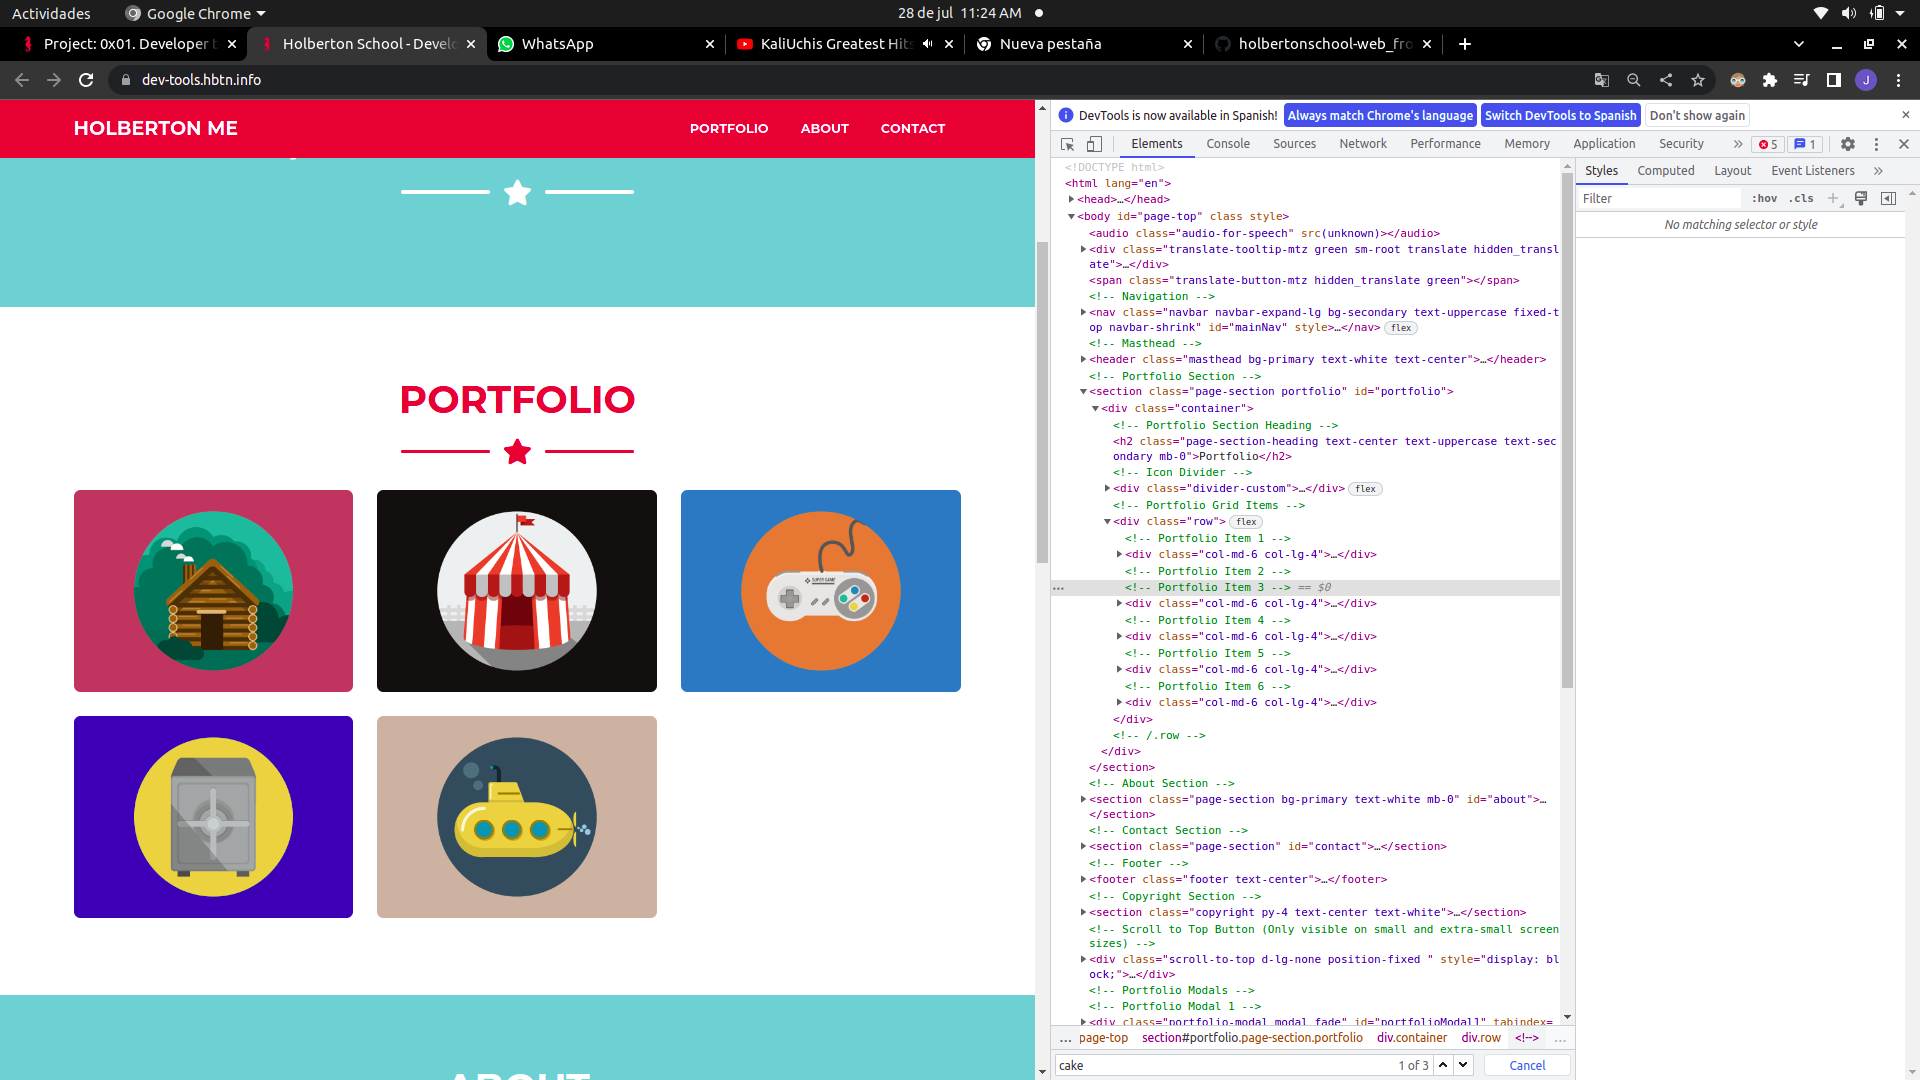 Actividades
Google Chrome
28 de jul 11:24 AM
Project: 0x01. Developer t
Holberton School - Develo
WhatsApp
KaliUchis Greatest Hits
Nueva pestaña
holbertonschool-web_fro
dev-tools.hbtn.info
J
HOLBERTON ME
PORTFOLIO
ABOUT
CONTACT
PORTFOLIO
SUPER GAME
ABOUT
DevTools is now available in Spanish!
Always match Chrome's language
Switch DevTools to Spanish
Don't show again
Elements
Console
Sources
Network
Performance
Memory
Application
Security
5
1
<!DOCTYPE html>
<html lang="en">
<head>…</head>
<body id="page-top" class style>
<audio class="audio-for-speech" src(unknown)></audio>
<div class="translate-tooltip-mtz green sm-root translate hidden_transl
ate">…</div>
<span class="translate-button-mtz hidden_translate green"></span>
<!-- Navigation -->
<nav class="navbar navbar-expand-lg bg-secondary text-uppercase fixed-t
op navbar-shrink" id="mainNav" style>…</nav> flex
<!-- Masthead -->
<header class="masthead bg-primary text-white text-center">…</header>
<!-- Portfolio Section -->
<section class="page-section portfolio" id="portfolio">
<div class="container">
<!-- Portfolio Section Heading -->
<h2 class="page-section-heading text-center text-uppercase text-sec
ondary mb-0">Portfolio</h2>
<!-- Icon Divider -->
<div class="divider-custom">…</div> flex
<!-- Portfolio Grid Items -->
<div class="row"> flex
<!-- Portfolio Item 1 -->
<div class="col-md-6 col-lg-4">…</div>
<!-- Portfolio Item 2 -->
<!-- Portfolio Item 3 --> == $0
<div class="col-md-6 col-lg-4">…</div>
<!-- Portfolio Item 4 -->
<div class="col-md-6 col-lg-4">…</div>
<!-- Portfolio Item 5 -->
<div class="col-md-6 col-lg-4">…</div>
<!-- Portfolio Item 6 -->
<div class="col-md-6 col-lg-4">…</div>
</div>
<!-- /.row -->
</div>
</section>
<!-- About Section -->
<section class="page-section bg-primary text-white mb-0" id="about">…
</section>
<!-- Contact Section -->
<section class="page-section" id="contact">…</section>
<!-- Footer -->
<footer class="footer text-center">…</footer>
<!-- Copyright Section -->
<section class="copyright py-4 text-center text-white">…</section>
<!-- Scroll to Top Button (Only visible on small and extra-small screen
sizes) -->
<div class="scroll-to-top d-lg-none position-fixed " style="display: bl
ock;">…</div>
<!-- Portfolio Modals -->
<!-- Portfolio Modal 1 -->
<div class="portfolio-modal modal fade" id="portfolioModal1" tabindex=
... page-top section#portfolio.page-section.portfolio div.container div.row <!--> ...
cake
1 of 3
Cancel
Styles
Computed
Layout
Event Listeners
Filter
:hov
.cls
No matching selector or style